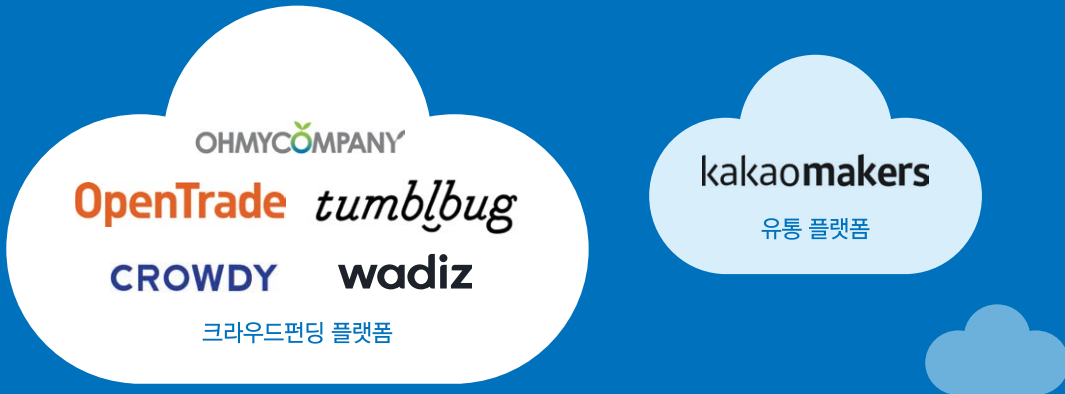 OHMYCOMPANY
OpenTrade tumblbug
CROWDY wadiz
크라우드펀딩 플랫폼
kakaomakers
유통 플랫폼